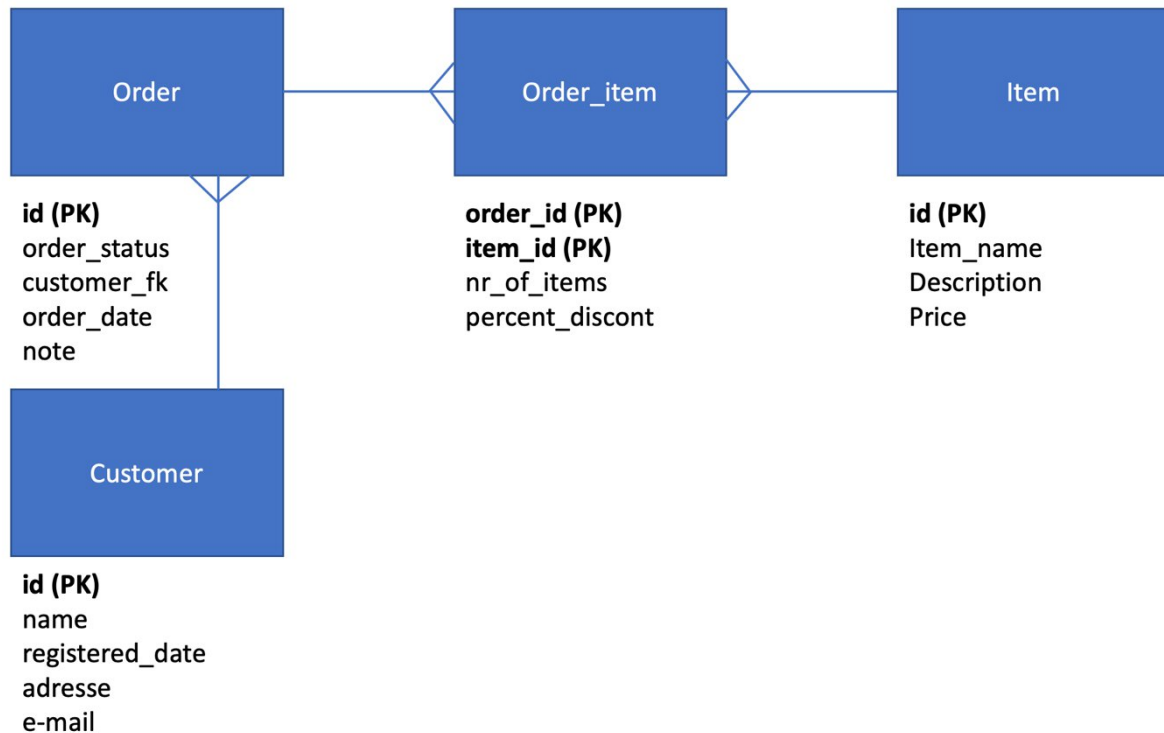 Order
Order_item
Item
id (PK)
order_status
customer_fk
order_date
note
order_id (PK)
item_id (PK)
nr_of_items
percent_discont
id (PK)
Item_name
Description
Price
Customer
id (PK)
name
registered_date
adresse
e-mail